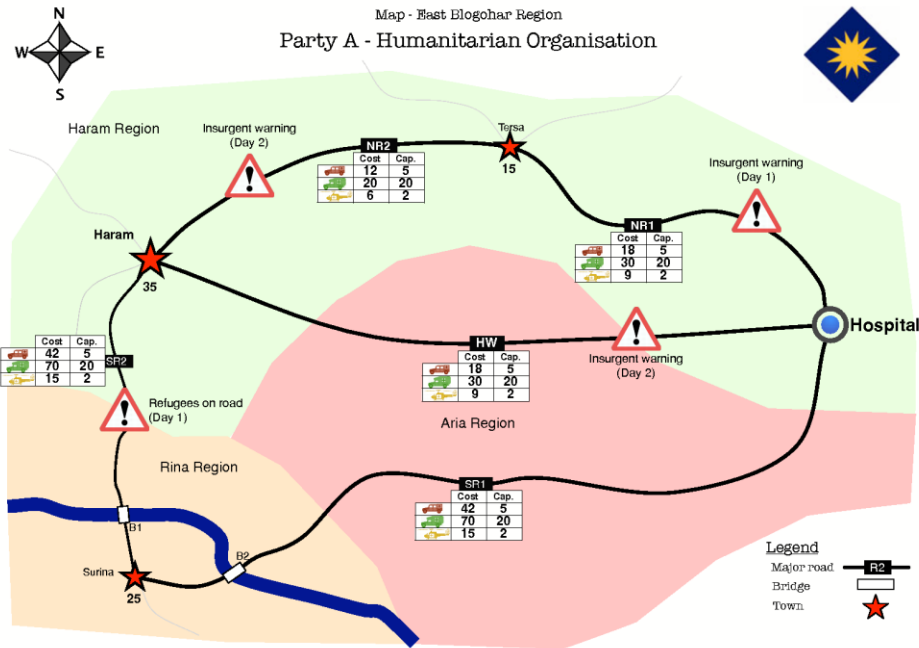 Map - East Blogohar Region
Party A - Humanitarian Organisation
N
W E
S
Haram Region
Insurgent warning
(Day 2)
NR2
Cost Cap.
12 5
20 20
6 2
Tersa
15
Insurgent warning
(Day 1)
NR1
Cost Cap.
18 5
30 20
9 2
Haram
35
Hospital
HW
Cost Cap.
18 5
30 20
9 2
Insurgent warning
(Day 2)
Cost Cap.
42 5
70 20
15 2
SR2
Refugees on road
(Day 1)
Aria Region
Rina Region
SR1
Cost Cap.
42 5
70 20
15 2
B1
B2
Surina
25
Legend
Major road R2
Bridge
Town